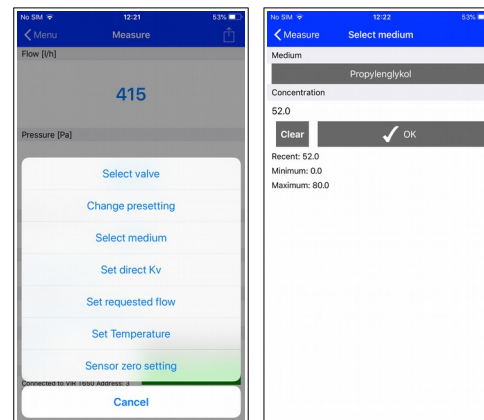 No SIM 12:21 53%
Menu Measure
Flow [l/h]
415
Pressure [Pa]
Select valve
Change presetting
Select medium
Set direct Kv
Set requested flow
Set Temperature
Sensor zero setting
Connected to VIR 1650 Address: 3
Cancel
No SIM 12:22 53%
Measure Select medium
Medium
Propylenglykol
Concentration
52.0
Clear OK
Recent: 52.0
Minimum: 0.0
Maximum: 80.0